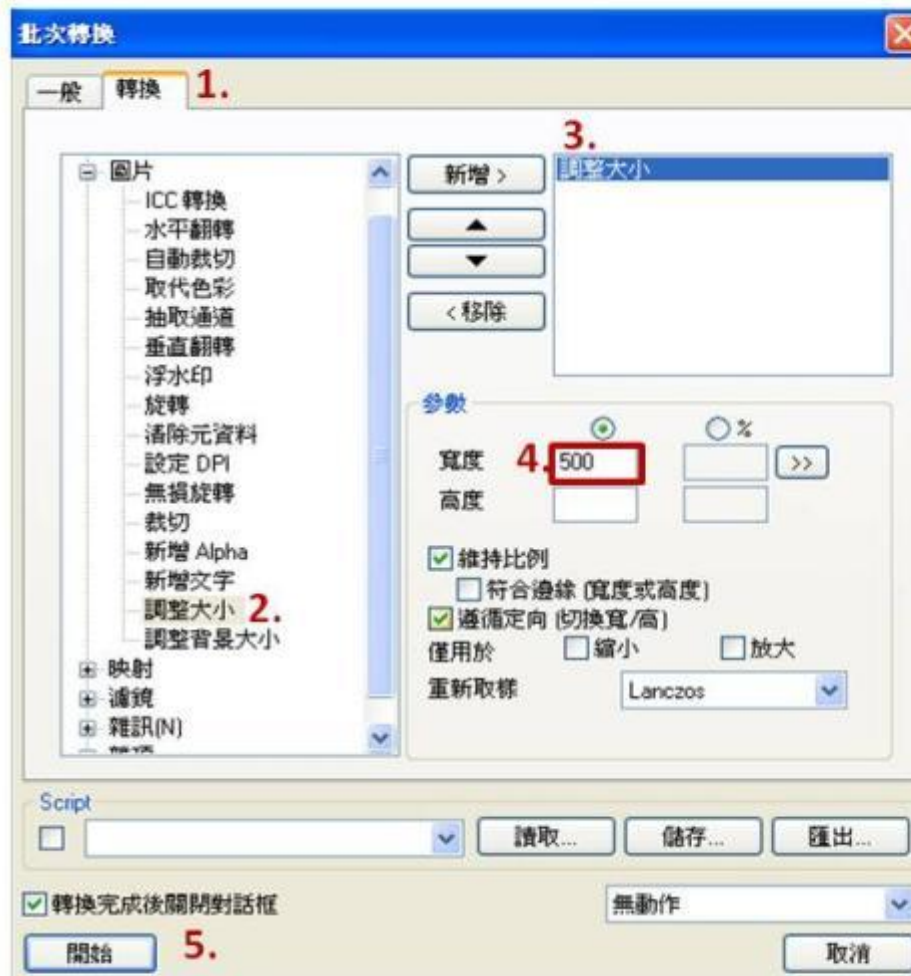 批次轉換
一般 轉換 1.
圖片
ICC 轉換
水平翻轉
自動裁切
取代色彩
抽取通道
垂直翻轉
浮水印
旋轉
清除元資料
設定 DPI
無損旋轉
裁切
新增 Alpha
新增文字
調整大小 2.
調整背景大小
映射
濾鏡
雜訊(N)
雜項
新增 >
< 移除
3.
調整大小
參數
%
寬度 4. 500 >>
高度
維持比例
符合邊緣 (寬度或高度)
遵循定向 (切換寬/高)
僅用於 縮小 放大
重新取樣 Lanczos
Script
讀取... 儲存... 匯出...
轉換完成後關閉對話框 無動作
開始 5. 取消